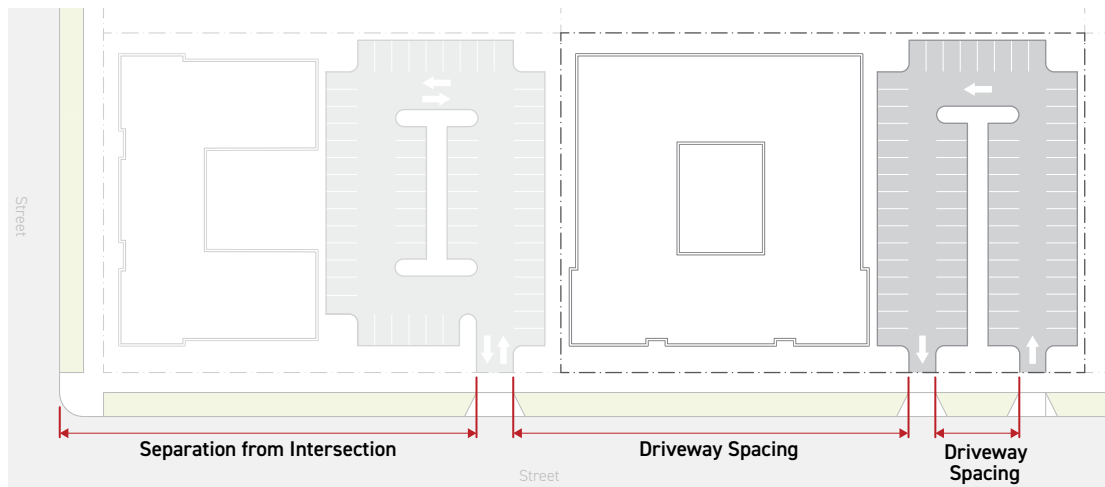 Street
Separation from Intersection
Driveway Spacing
Driveway
Spacing
Street